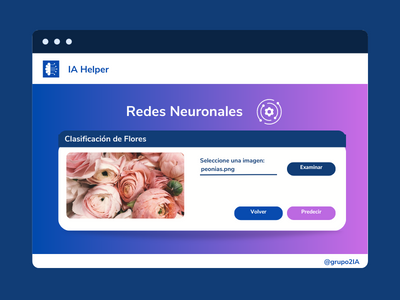 IA Helper
Redes Neuronales
Clasificación de Flores
Seleccione una imagen:
peonias.png
Examinar
Volver
Predecir
@grupo2IA